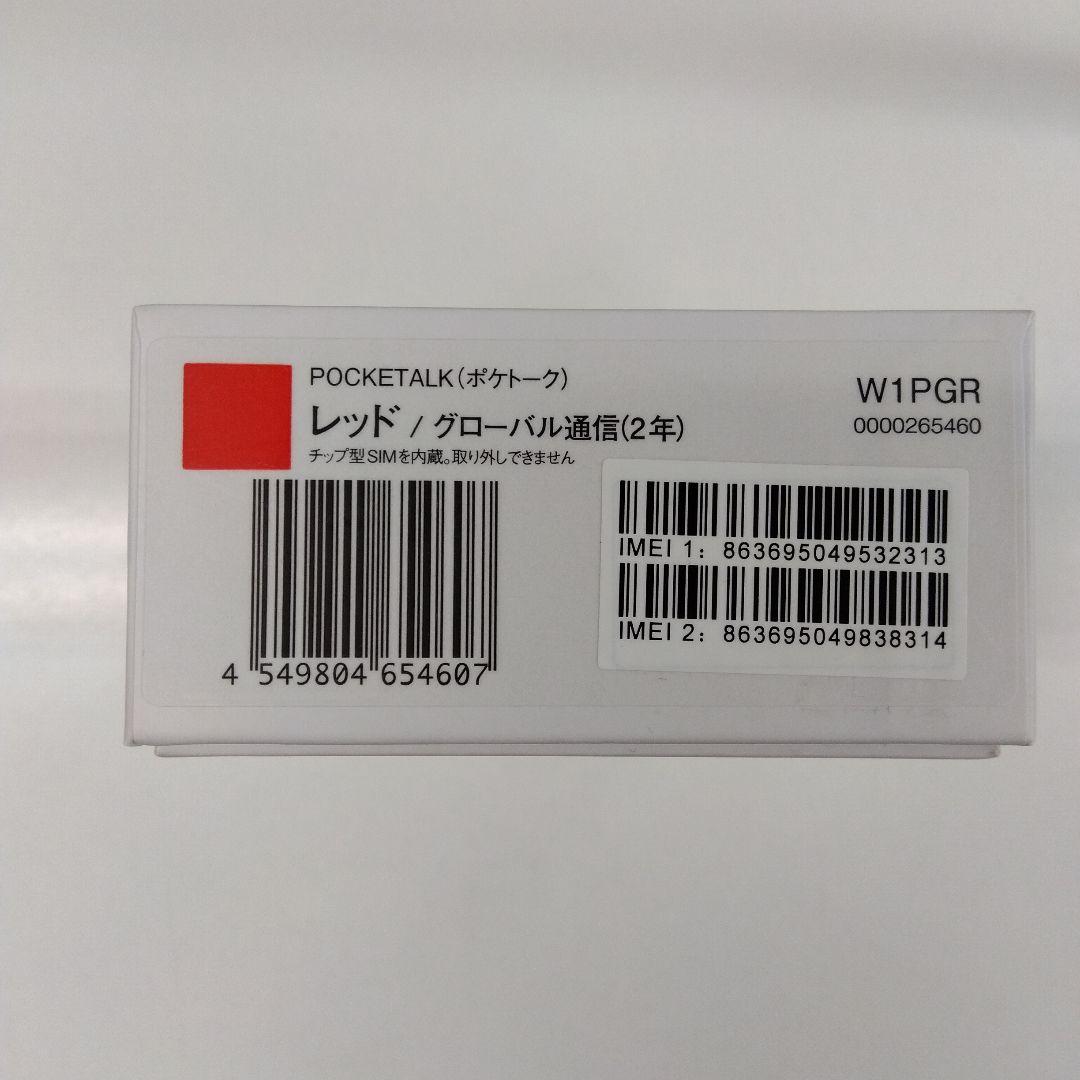 POCKETALK（ポケトーク）
レッド / グローバル通信(2年)
チップ型SIMを内蔵。取り外しできません
W1PGR
0000265460
4 549804 654607
IMEI 1: 863695049532313
IMEI 2: 863695049838314